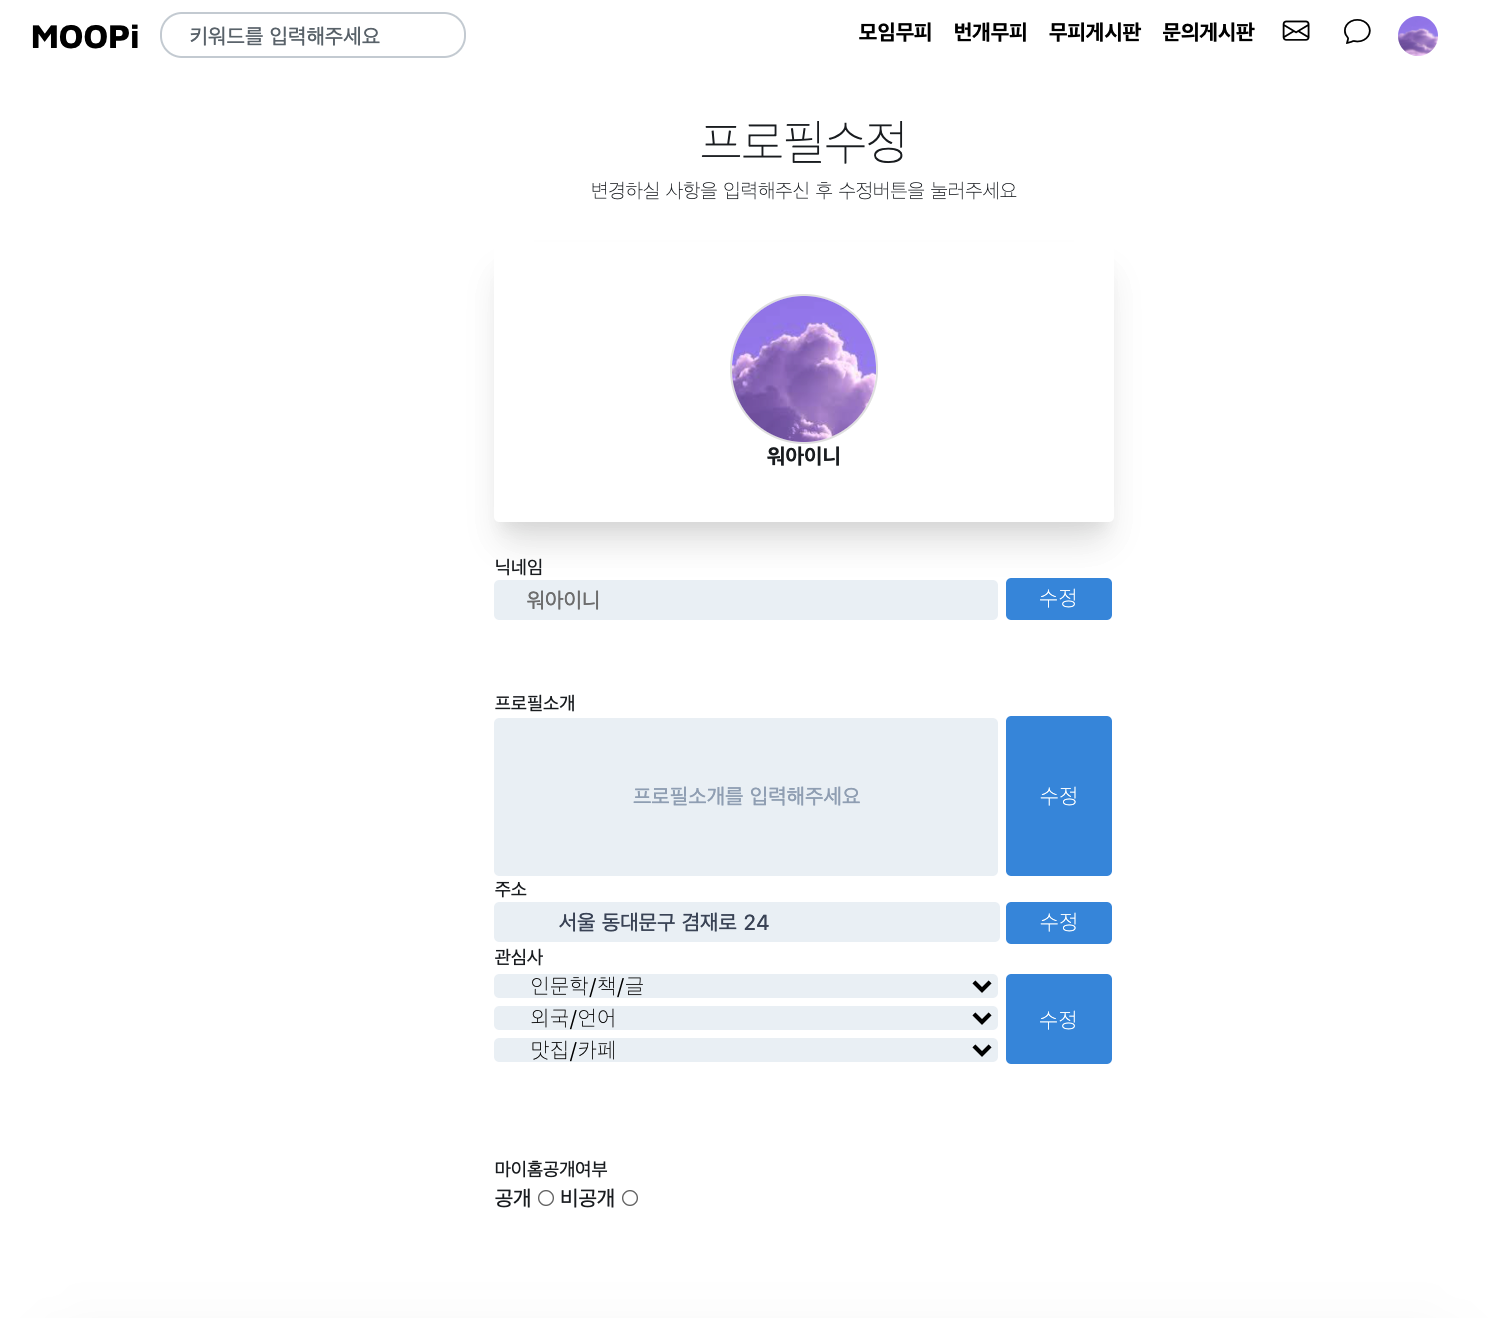 MOOPi 키워드를 입력해주세요 모임무피 번개무피 무피게시판 문의게시판
프로필수정
변경하실 사항을 입력해주신 후 수정버튼을 눌러주세요
워아이니
닉네임
워아이니 수정
프로필소개
프로필소개를 입력해주세요 수정
주소
서울 동대문구 겸재로 24 수정
관심사
인문학/책/글
외국/언어 수정
맛집/카페
마이홈공개여부
공개 비공개